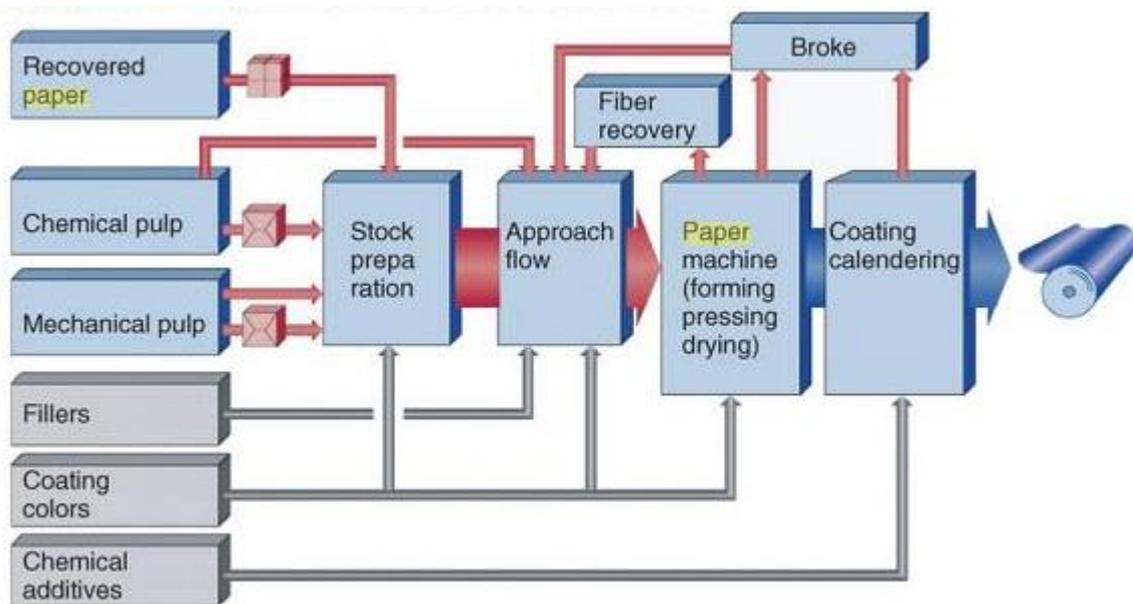 Recovered
paper
Chemical pulp
Mechanical pulp
Fillers
Coating
colors
Chemical
additives
Stock
prepa
ration
Approach
flow
Fiber
recovery
Broke
Paper
machine
(forming
pressing
drying)
Coating
calendering